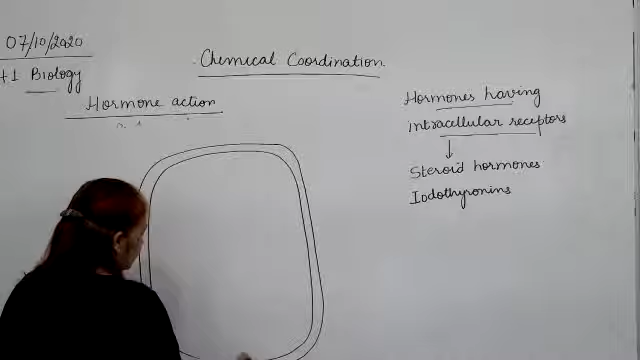 07/10/2020
+1 Biology
Chemical Coordination
Hormone action
Hormones having
intracellular receptors
↓
Steroid hormones
Iodothyronins